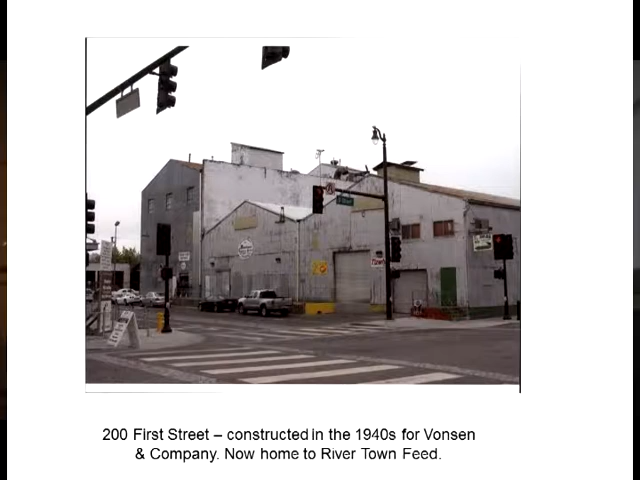 200 First Street – constructed in the 1940s for Vonsen
& Company. Now home to River Town Feed.